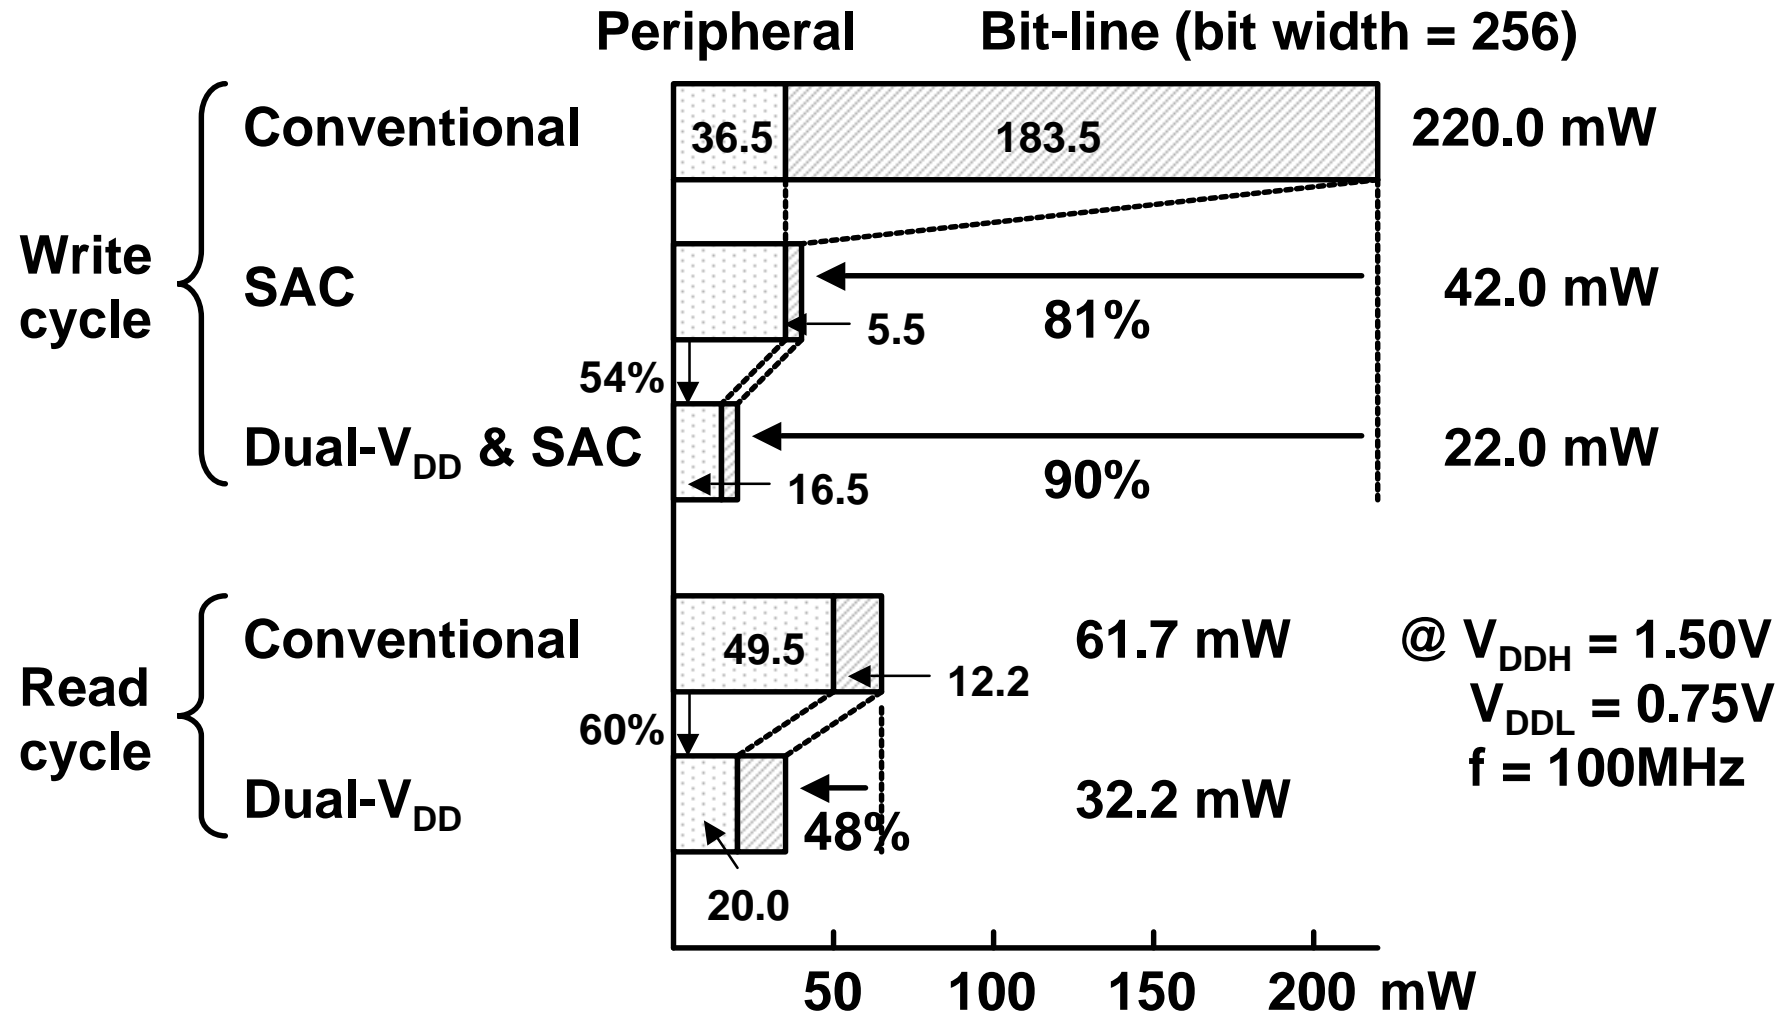 Peripheral Bit-line (bit width = 256)
Conventional 36.5 183.5 220.0 mW
Write
cycle
SAC 42.0 mW
81%
5.5
54%
Dual-VDD & SAC 22.0 mW
16.5 90%
Conventional 49.5 61.7 mW @ VDDH = 1.50V
12.2
Read
cycle
VDDL = 0.75V
60%
f = 100MHz
Dual-VDD 32.2 mW
48%
20.0
50 100 150 200 mW